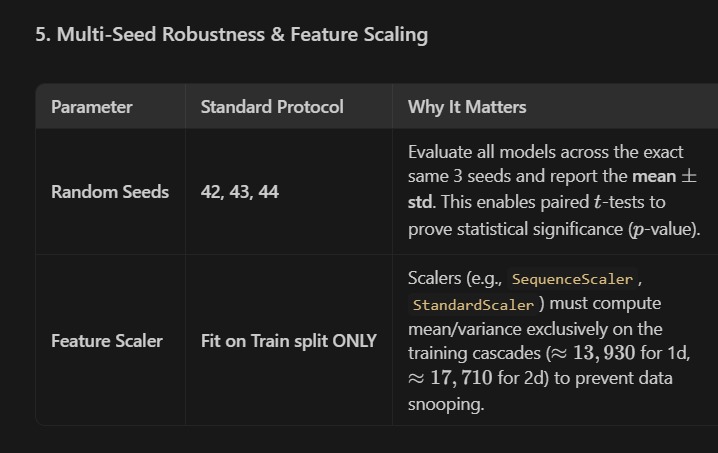 5. Multi-Seed Robustness & Feature Scaling
Parameter
Standard Protocol
Why It Matters
Random Seeds
42, 43, 44
Evaluate all models across the exact
same 3 seeds and report the mean ±
std. This enables paired t-tests to
prove statistical significance (p-value).
Feature Scaler
Fit on Train split ONLY
Scalers (e.g., SequenceScaler,
StandardScaler) must compute
mean/variance exclusively on the
training cascades (≈ 13,930 for 1d,
≈ 17,710 for 2d) to prevent data
snooping.